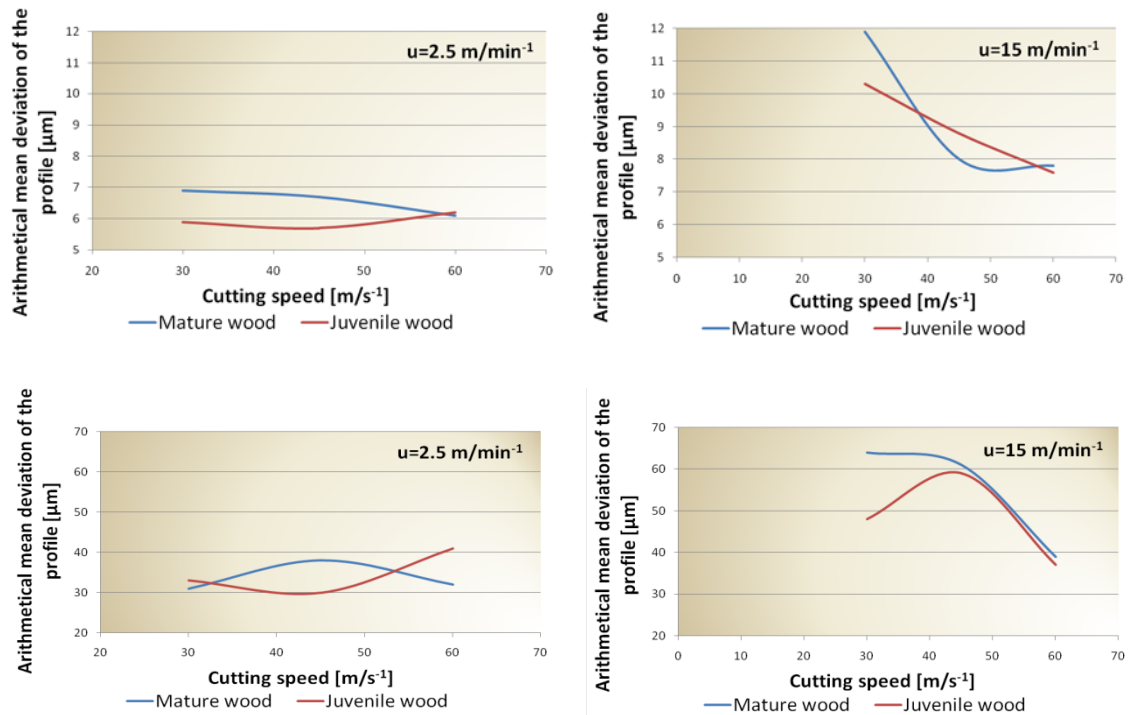 Arithmetical mean deviation of the
profile [µm]
12
11
10
9
8
7
6
5
u=2.5 m/min⁻¹
20
30
40
50
60
70
Cutting speed [m/s⁻¹]
Mature wood
Juvenile wood
Arithmetical mean deviation of the
profile [µm]
12
11
10
9
8
7
6
5
u=15 m/min⁻¹
0
10
20
30
40
50
60
70
Cutting speed [m/s⁻¹]
Mature wood
Juvenile wood
Arithmetical mean deviation of the
profile [µm]
70
60
50
40
30
20
u=2.5 m/min⁻¹
20
30
40
50
60
70
Cutting speed [m/s⁻¹]
Mature wood
Juvenile wood
Arithmetical mean deviation of the
profile [µm]
70
60
50
40
30
20
u=15 m/min⁻¹
0
10
20
30
40
50
60
70
Cutting speed [m/s⁻¹]
Mature wood
Juvenile wood